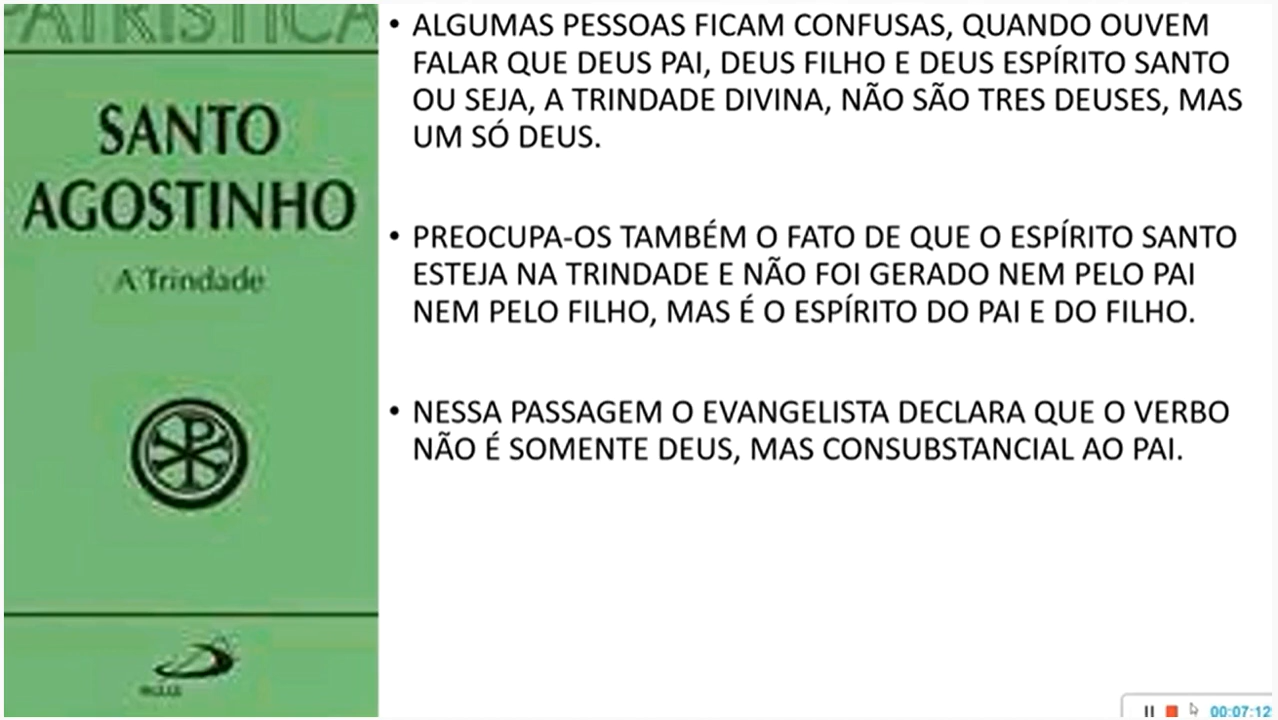 PATRÍSTICA
SANTO
AGOSTINHO
A Trindade
PAULUS
• ALGUMAS PESSOAS FICAM CONFUSAS, QUANDO OUVEM
FALAR QUE DEUS PAI, DEUS FILHO E DEUS ESPÍRITO SANTO
OU SEJA, A TRINDADE DIVINA, NÃO SÃO TRES DEUSES, MAS
UM SÓ DEUS.
• PREOCUPA-OS TAMBÉM O FATO DE QUE O ESPÍRITO SANTO
ESTEJA NA TRINDADE E NÃO FOI GERADO NEM PELO PAI
NEM PELO FILHO, MAS É O ESPÍRITO DO PAI E DO FILHO.
• NESSA PASSAGEM O EVANGELISTA DECLARA QUE O VERBO
NÃO É SOMENTE DEUS, MAS CONSUBSTANCIAL AO PAI.
00:07:12